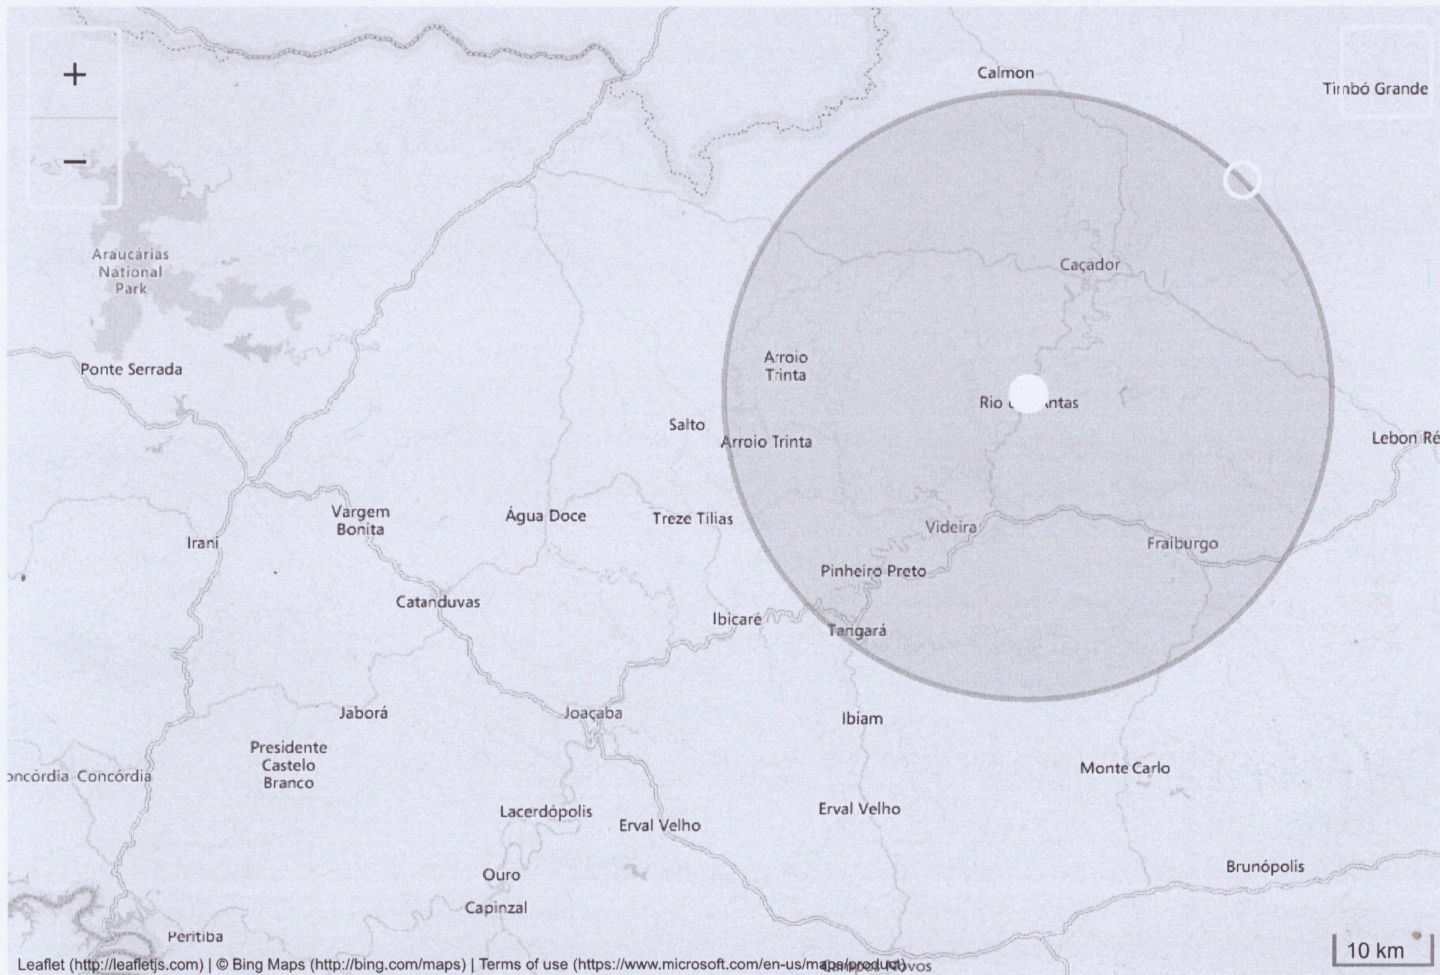 +
Calmon
Timbó Grande
−
Araucárias
National
Park
Caçador
Ponte Serrada
Arroio
Trinta
Salto
Arroio Trinta
Rio
Lebon Ré
Vargem
Bonita
Água Doce
Treze Tílias
Videira
Irani
Fraiburgo
Pinheiro Preto
Catanduvas
Ibicaré
Tangará
Jaborá
Joaçaba
Ibiam
Presidente
Castelo
Branco
oncórdia Concórdia
Monte Carlo
Lacerdópolis
Erval Velho
Erval Velho
Brunópolis
Ouro
Capinzal
Peritiba
10 km
Leaflet (http://leafletjs.com) | © Bing Maps (http://bing.com/maps) | Terms of use (https://www.microsoft.com/en-us/maps/product)